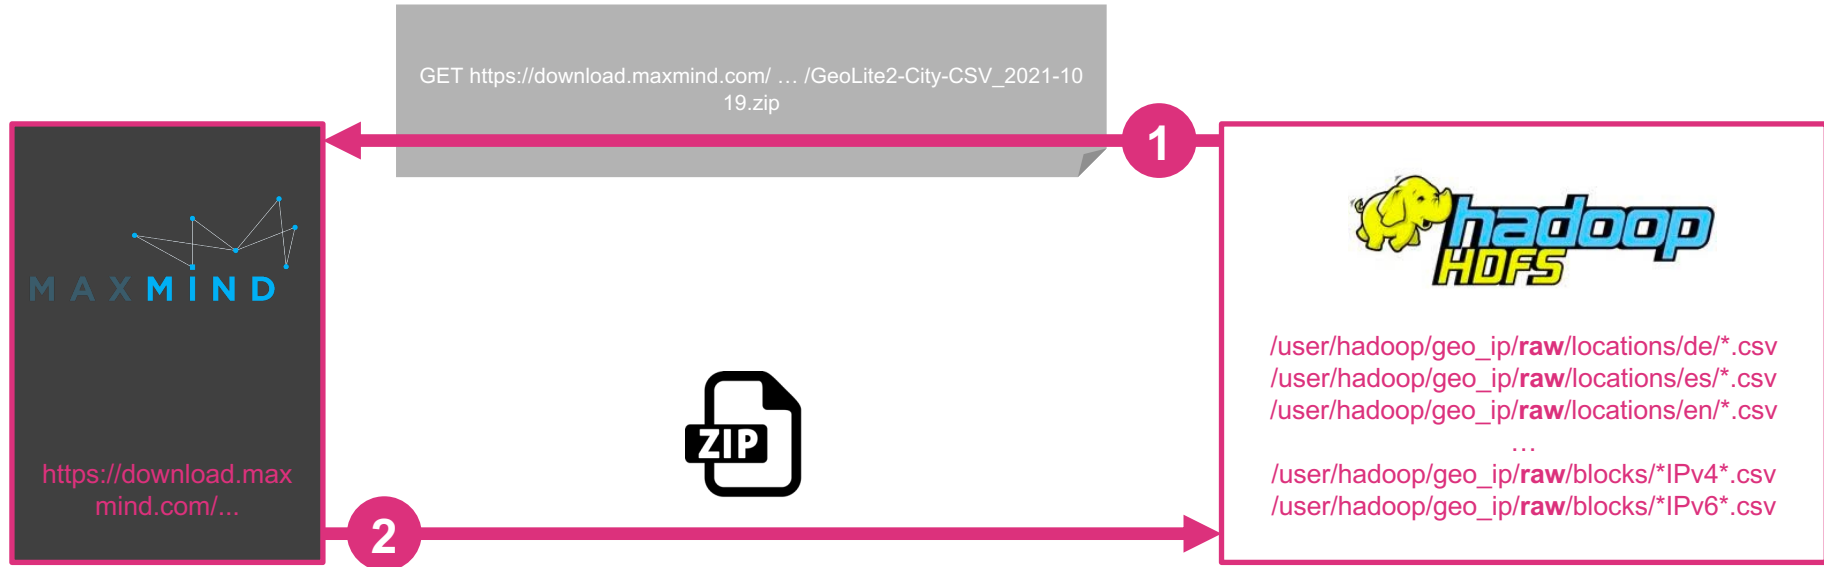 GET https://download.maxmind.com/ … /GeoLite2-City-CSV_2021-10
19.zip
1
MAXMIND
hadoop
HDFS
/user/hadoop/geo_ip/raw/locations/de/*.csv
/user/hadoop/geo_ip/raw/locations/es/*.csv
/user/hadoop/geo_ip/raw/locations/en/*.csv
…
/user/hadoop/geo_ip/raw/blocks/*IPv4*.csv
/user/hadoop/geo_ip/raw/blocks/*IPv6*.csv
ZIP
https://download.max
mind.com/...
2